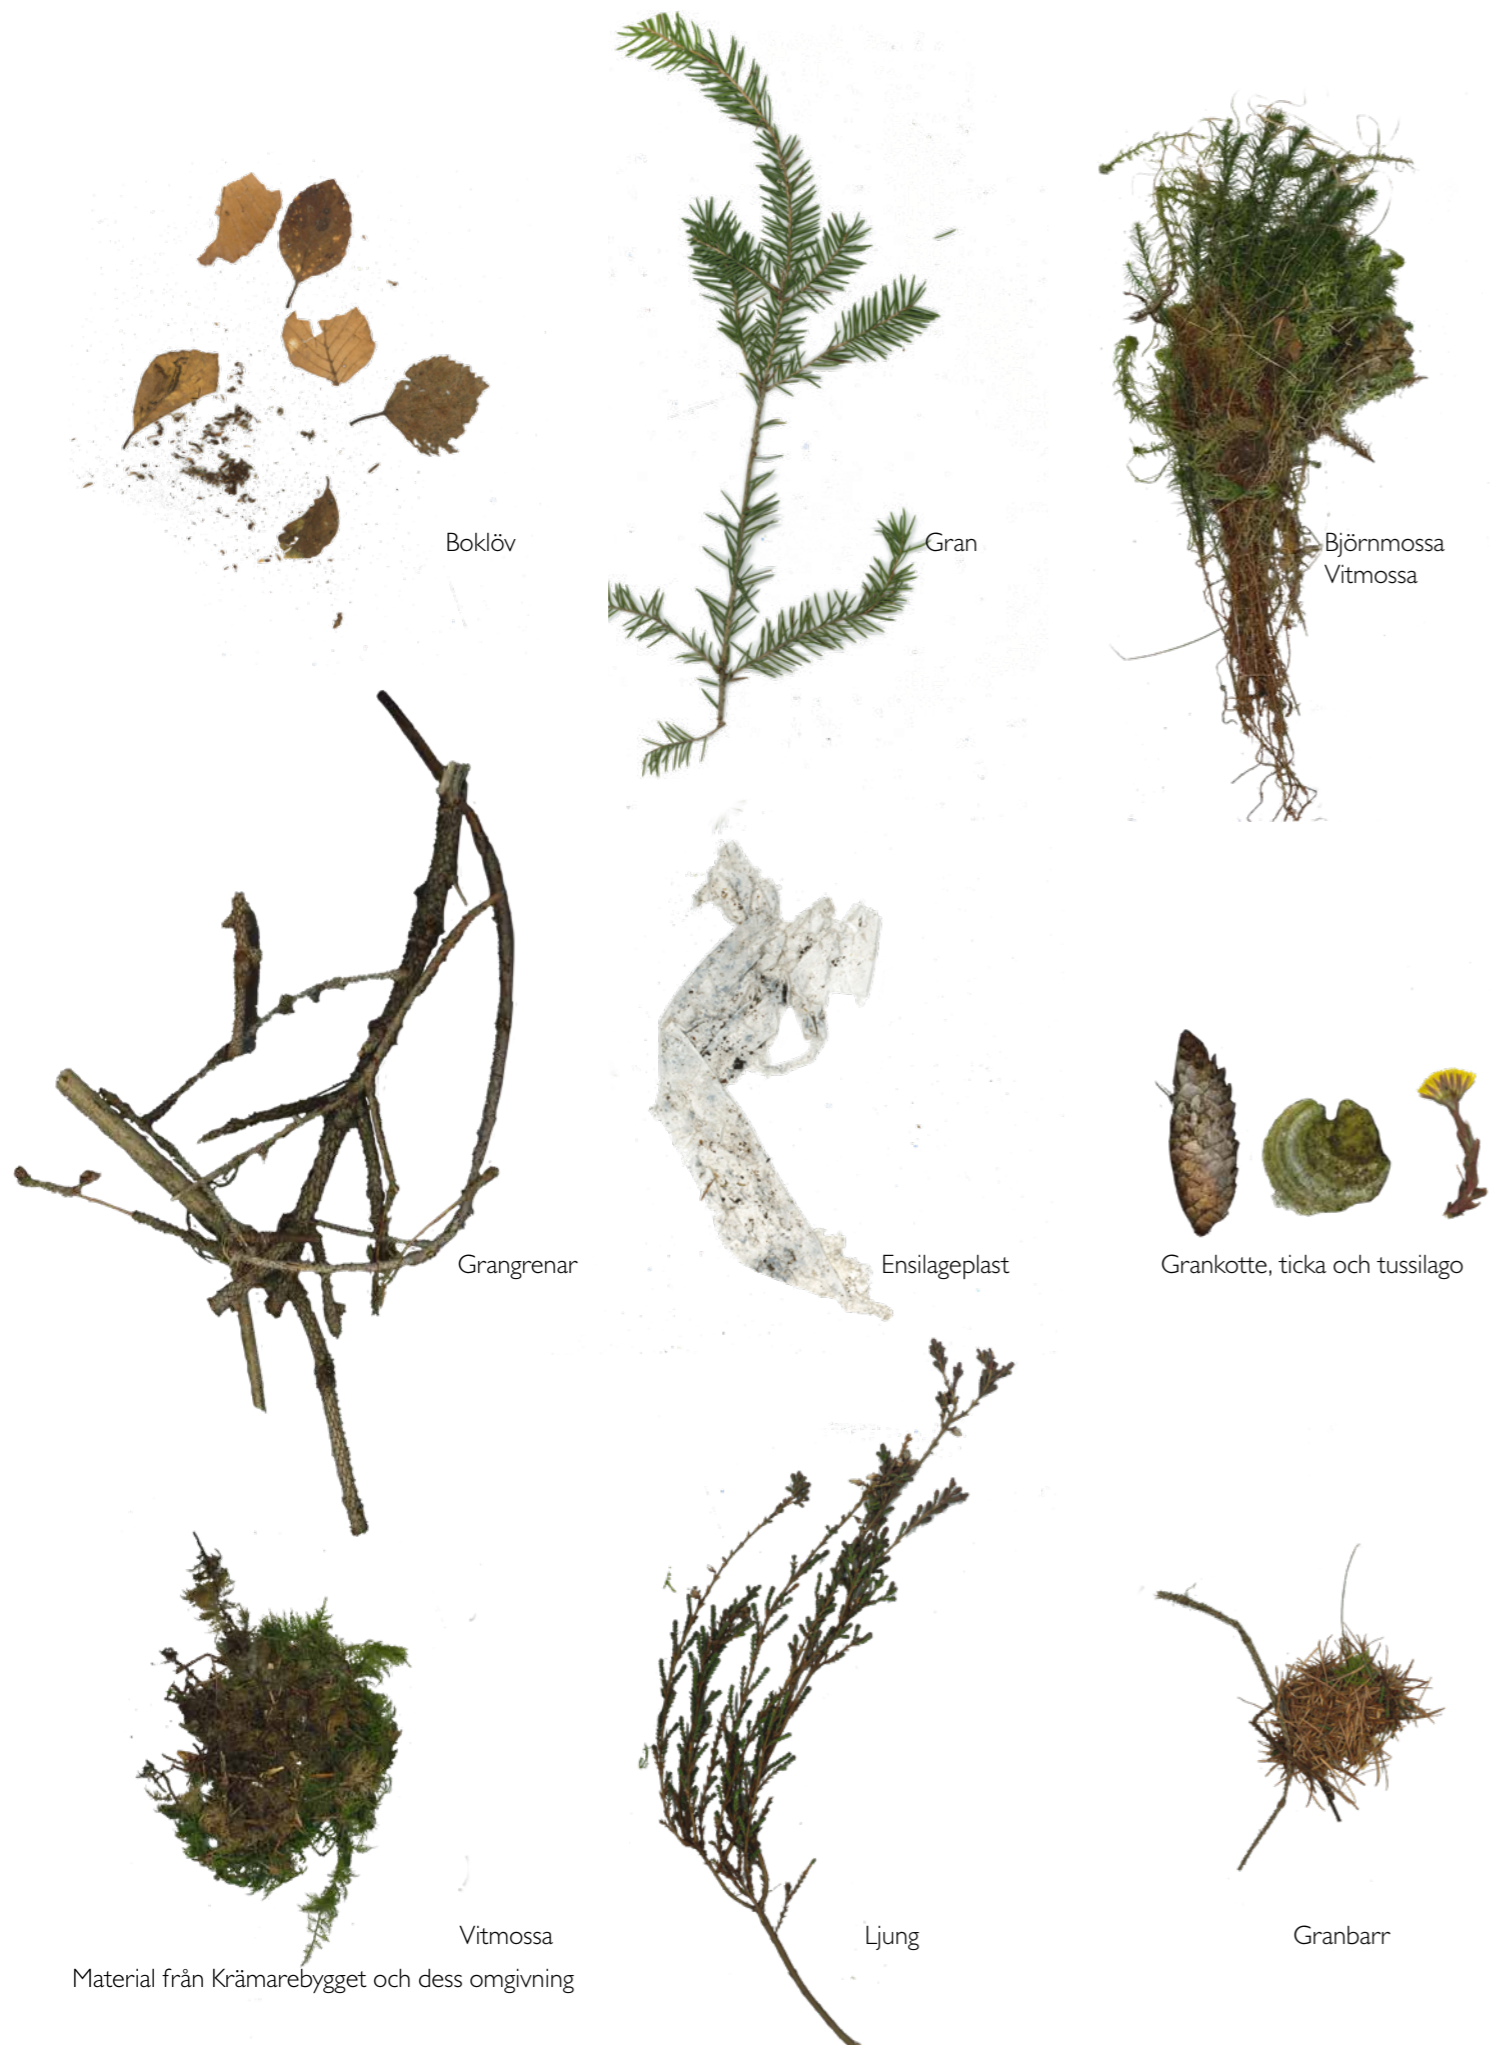 Boklöv
Gran
Björnmossa
Vitmossa
Grangrenar
Ensilageplast
Grankotte, ticka och tussilago
Vitmossa
Ljung
Granbarr
Material från Krämarebygget och dess omgivning